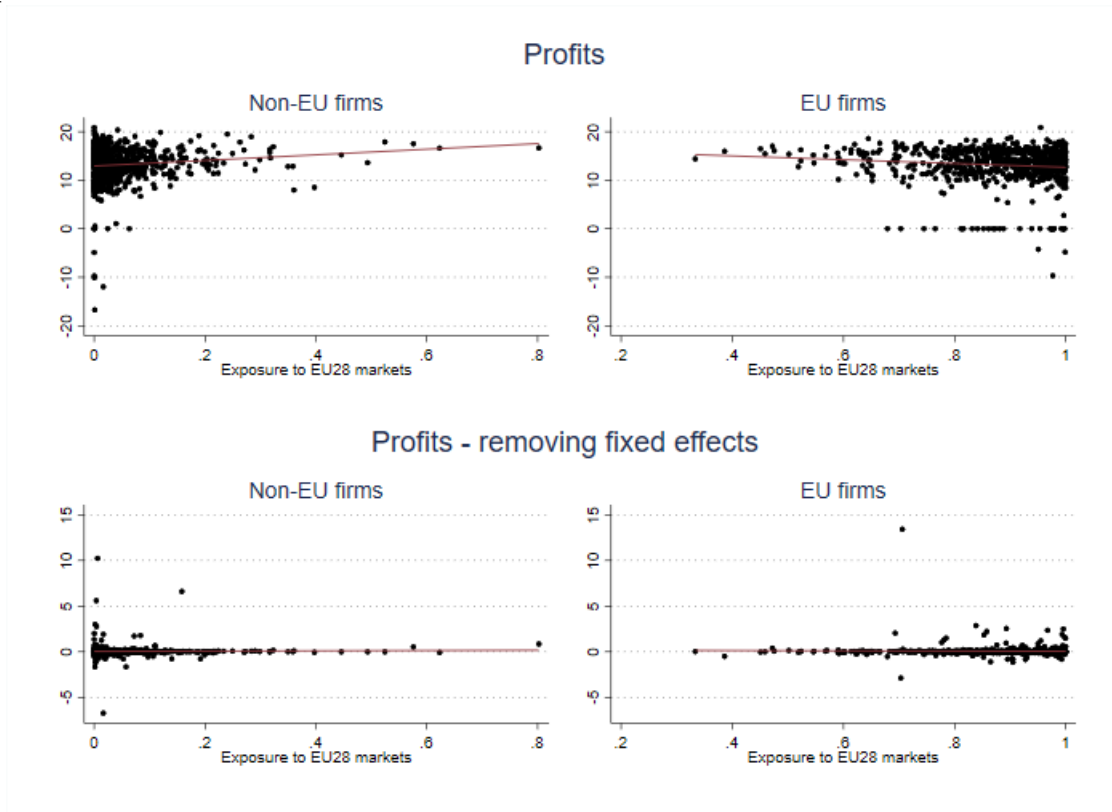 Profits
Non-EU firms
EU firms
20
10
0
-10
-20
0 .2 .4 .6 .8
Exposure to EU28 markets
20
10
0
-10
-20
.2 .4 .6 .8 1
Exposure to EU28 markets
Profits - removing fixed effects
Non-EU firms
EU firms
15
10
5
0
-5
0 .2 .4 .6 .8
Exposure to EU28 markets
15
10
5
0
-5
.2 .4 .6 .8 1
Exposure to EU28 markets